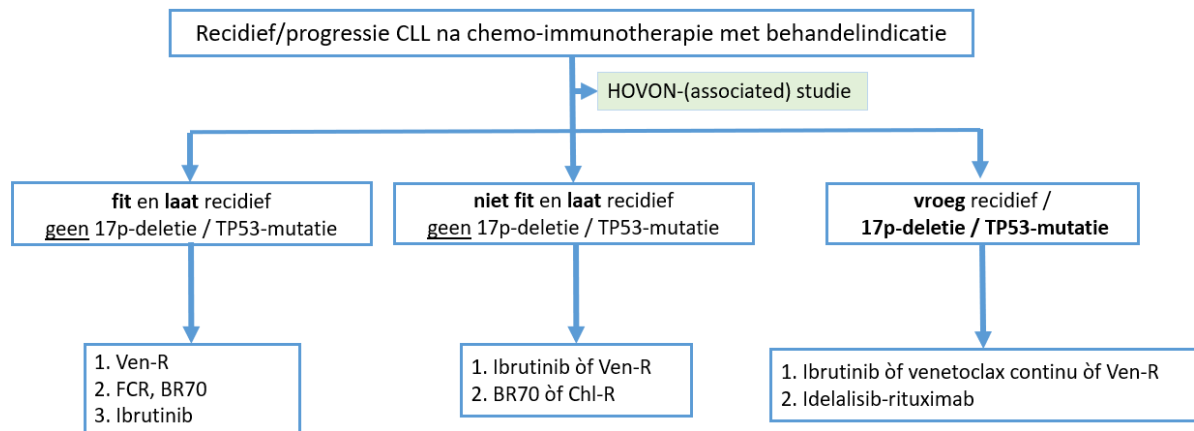 Recidief/progressie CLL na chemo-immunotherapie met behandelindicatie
HOVON-(associated) studie
fit en laat recidief
geen 17p-deletie / TP53-mutatie
niet fit en laat recidief
geen 17p-deletie / TP53-mutatie
vroeg recidief /
17p-deletie / TP53-mutatie
1. Ven-R
2. FCR, BR70
3. Ibrutinib
1. Ibrutinib òf Ven-R
2. BR70 òf Chl-R
1. Ibrutinib òf venetoclax continu òf Ven-R
2. Idelalisib-rituximab